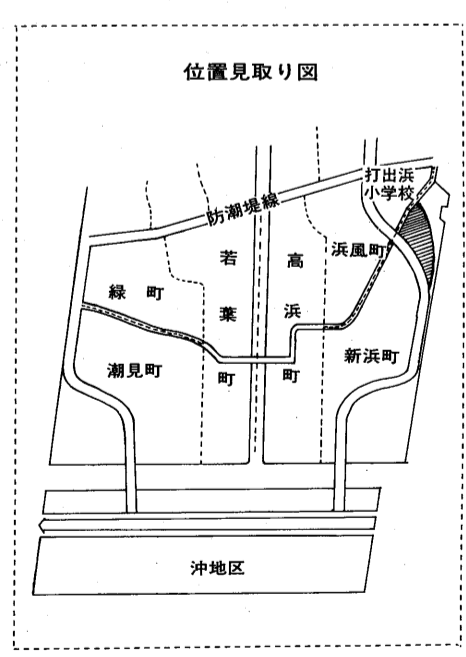 位置見取り図
打出浜
小学校
防潮堤線
浜風町
若葉町
高浜町
緑町
潮見町
新浜町
沖地区